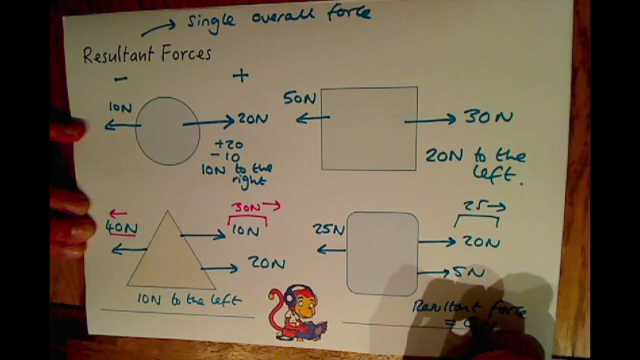 single overall force
Resultant Forces
- +
10N
20N
+20
-10
10N to the
right
50N
30N
20N to the
left.
40N
30N
10N
20N
10N to the left
25N
25
20N
5N
Resultant force
=